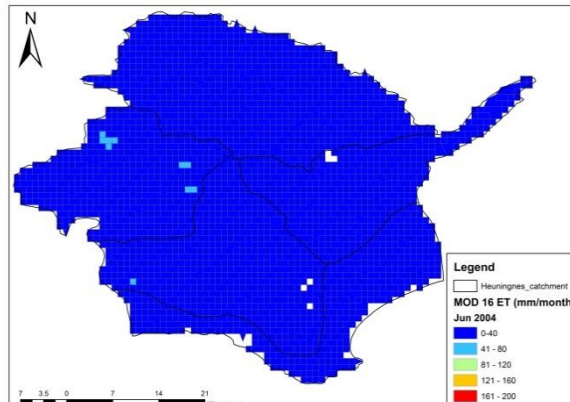 N
Legend
Heuningnes_catchment
MOD 16 ET (mm/month
Jun 2004
0-40
41 - 80
81 - 120
121 - 160
161 - 200
7 3.5 0 7 14 21